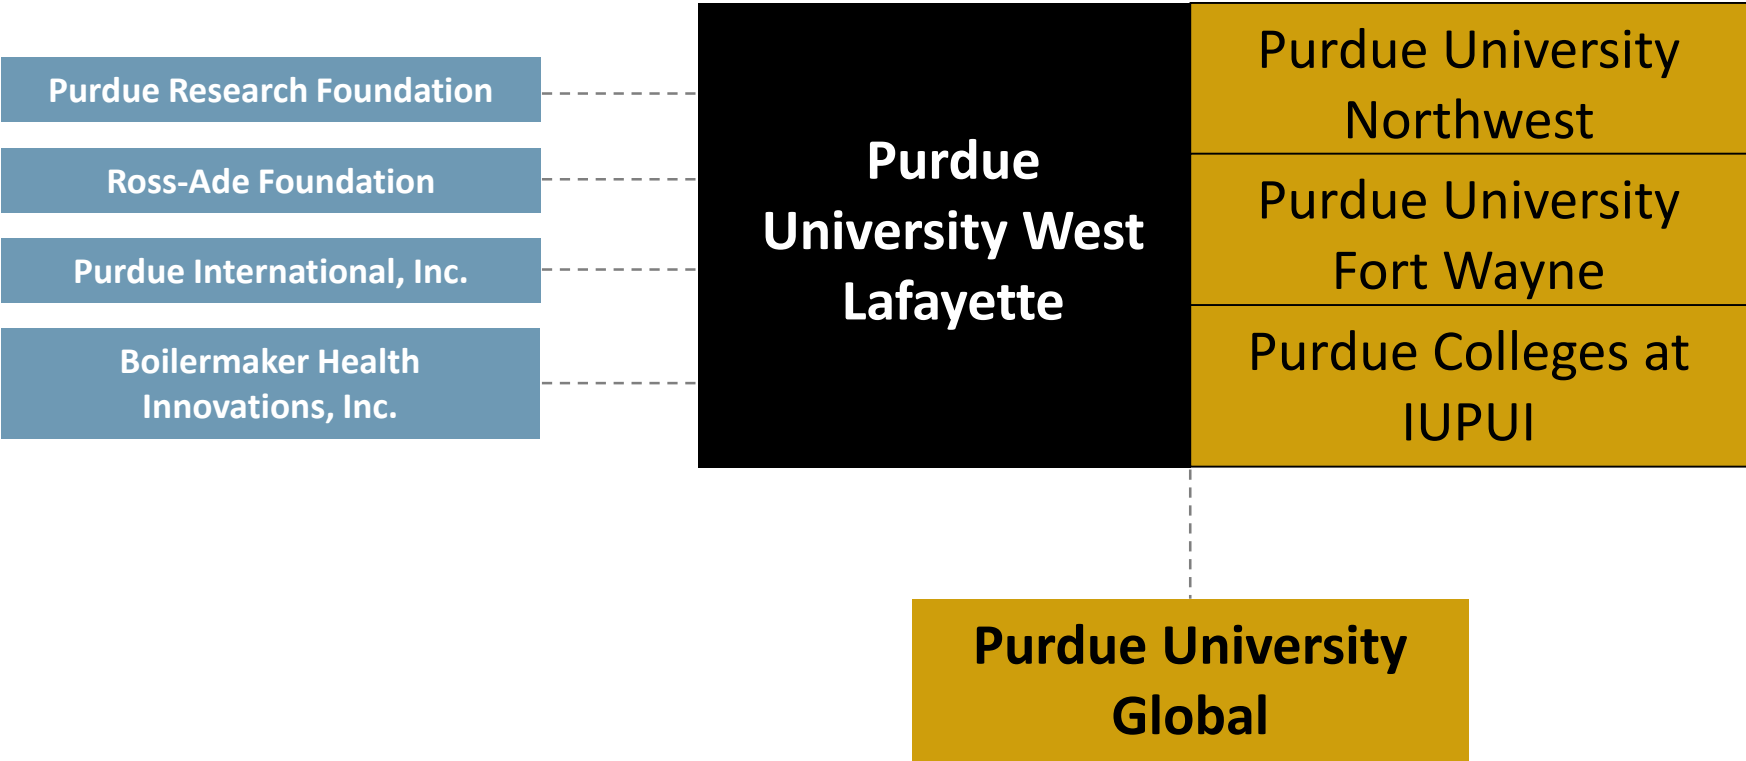 Purdue Research Foundation
Ross-Ade Foundation
Purdue International, Inc.
Boilermaker Health
Innovations, Inc.
Purdue
University West
Lafayette
Purdue University
Northwest
Purdue University
Fort Wayne
Purdue Colleges at
IUPUI
Purdue University
Global